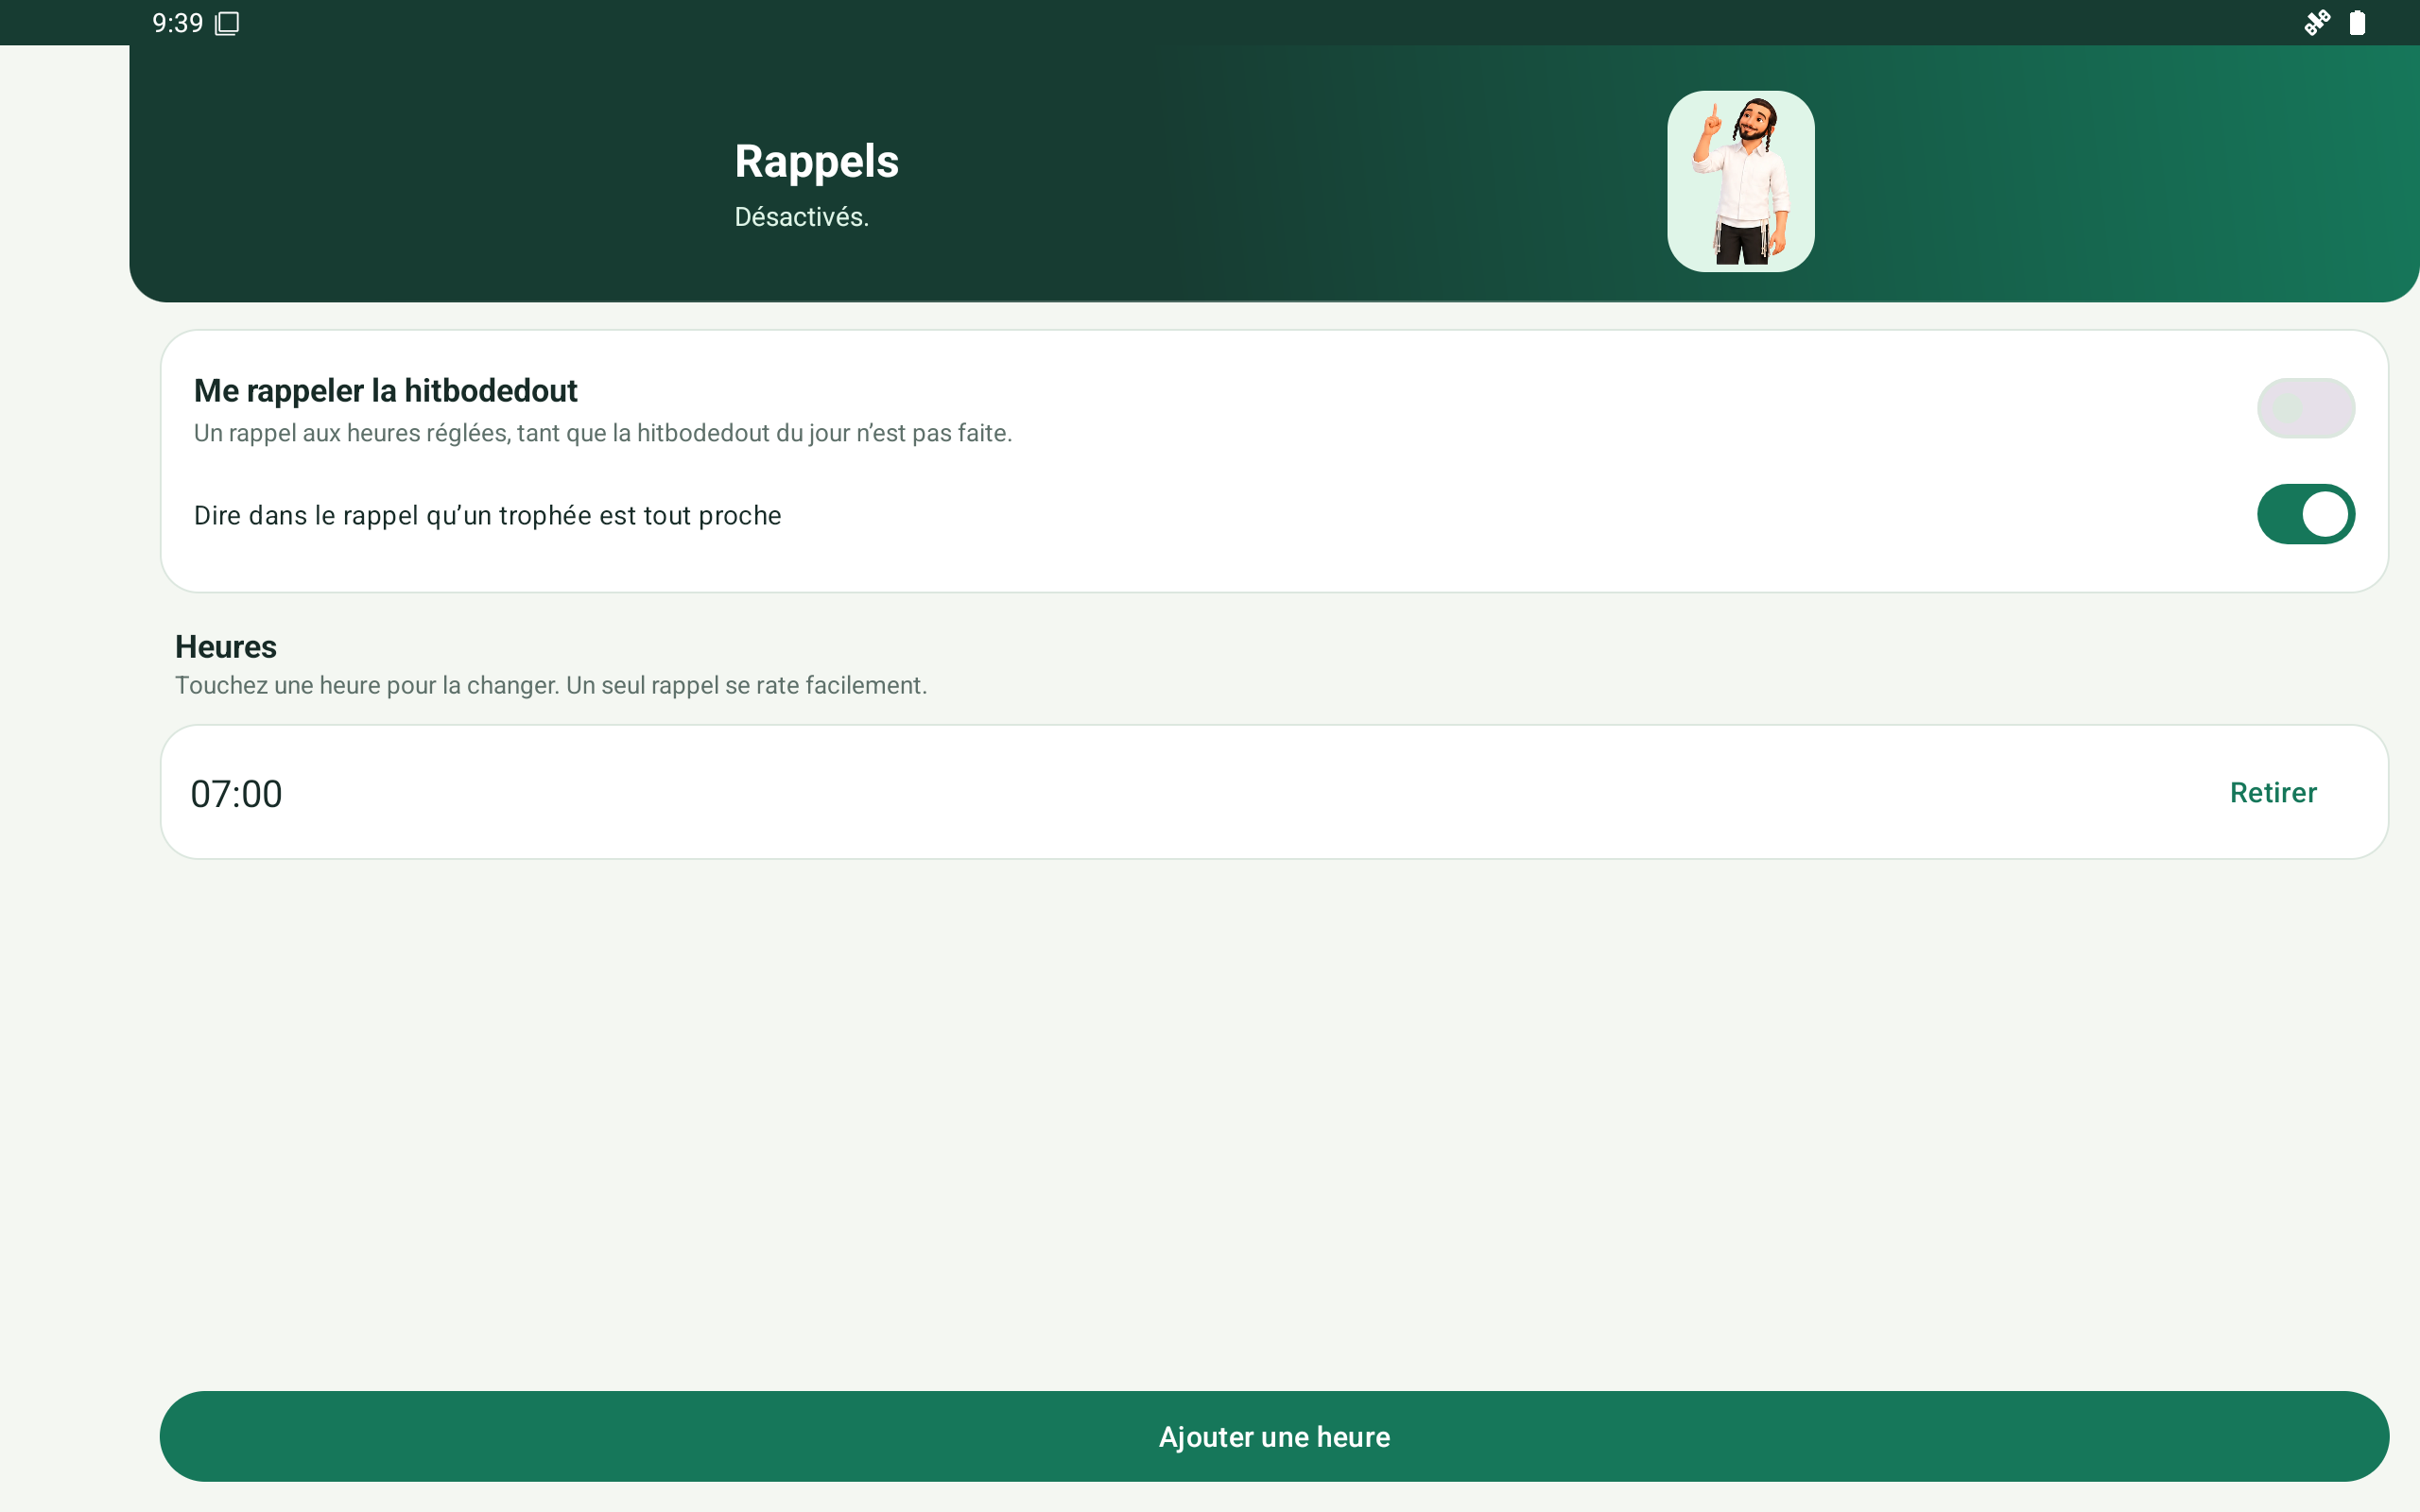 9:39
Rappels
Désactivés.
Me rappeler la hitbodedout
Un rappel aux heures réglées, tant que la hitbodedout du jour n’est pas faite.
Dire dans le rappel qu’un trophée est tout proche
Heures
Touchez une heure pour la changer. Un seul rappel se rate facilement.
07:00
Retirer
Ajouter une heure